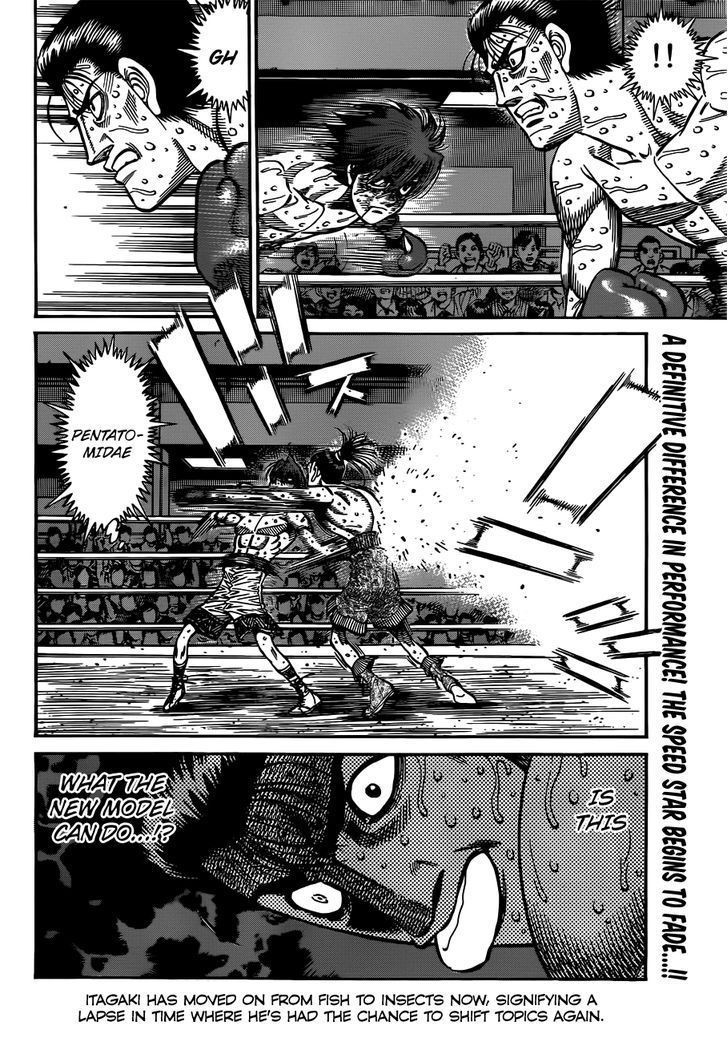 !!
GH
A DEFINITIVE DIFFERENCE IN PERFORMANCE! THE SPEED STAR BEGINS TO FADE...!!
PENTATO-
MIDAE
IS
THIS
WHAT THE
NEW MODEL
CAN DO...!?
ITAGAKI HAS MOVED ON FROM FISH TO INSECTS NOW, SIGNIFYING A
LAPSE IN TIME WHERE HE'S HAD THE CHANCE TO SHIFT TOPICS AGAIN.